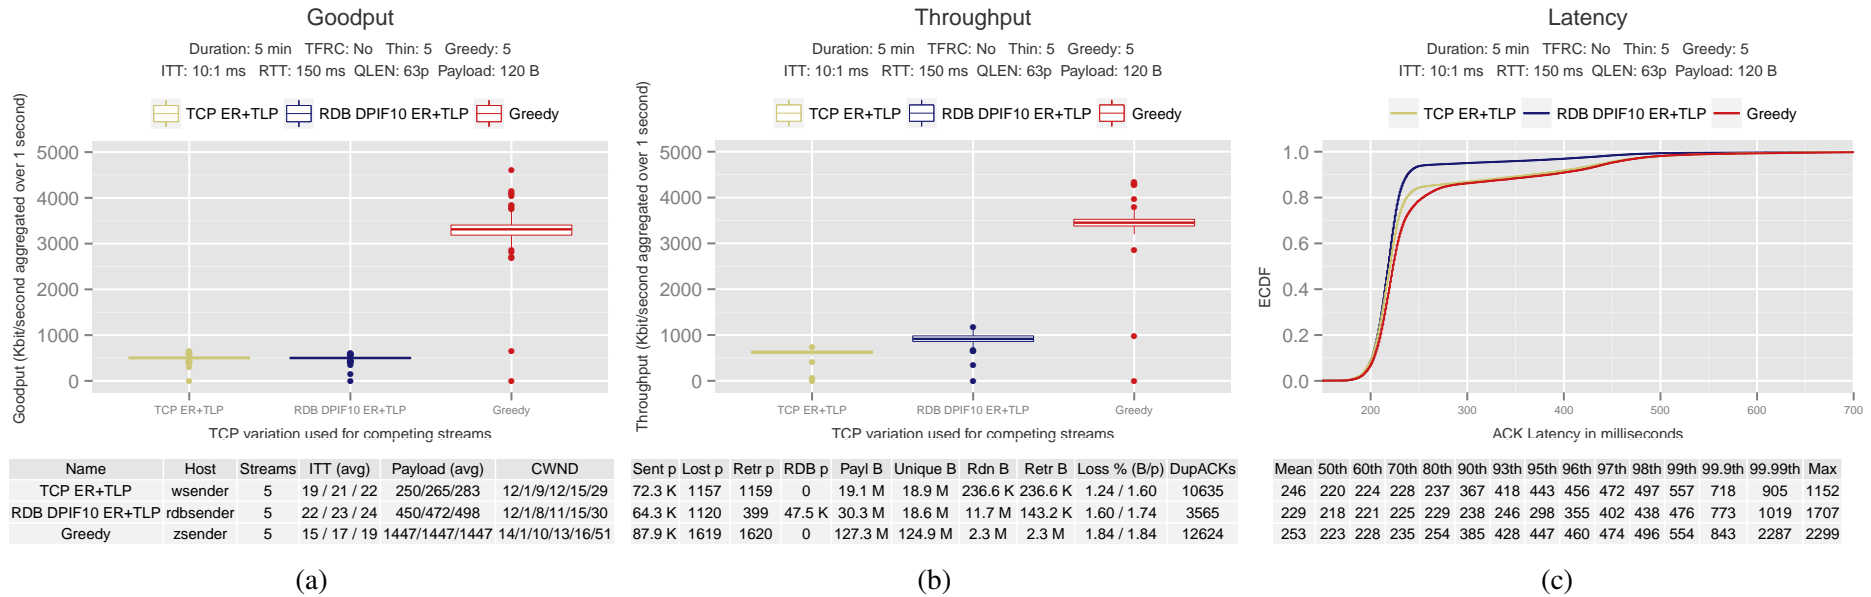 Goodput
Duration: 5 min TFRC: No Thin: 5 Greedy: 5
ITT: 10:1 ms RTT: 150 ms QLEN: 63p Payload: 120 B
TCP ER+TLP RDB DPIF10 ER+TLP Greedy
Goodput (Kbit/second aggregated over 1 second)
5000
4000
3000
2000
1000
0
TCP ER+TLP RDB DPIF10 ER+TLP Greedy
TCP variation used for competing streams
Name Host Streams ITT (avg) Payload (avg) CWND
TCP ER+TLP wsender 5 19 / 21 / 22 250/265/283 12/1/9/12/15/29
RDB DPIF10 ER+TLP rdbsender 5 22 / 23 / 24 450/472/498 12/1/8/11/15/30
Greedy zsender 5 15 / 17 / 19 1447/1447/1447 14/1/10/13/16/51
(a)
Throughput
Duration: 5 min TFRC: No Thin: 5 Greedy: 5
ITT: 10:1 ms RTT: 150 ms QLEN: 63p Payload: 120 B
TCP ER+TLP RDB DPIF10 ER+TLP Greedy
Throughput (Kbit/second aggregated over 1 second)
5000
4000
3000
2000
1000
0
TCP ER+TLP RDB DPIF10 ER+TLP Greedy
TCP variation used for competing streams
Sent p Lost p Retr p RDB p Payl B Unique B Rdn B Retr B Loss % (B/p) DupACKs
72.3 K 1157 1159 0 19.1 M 18.9 M 236.6 K 236.6 K 1.24 / 1.60 10635
64.3 K 1120 399 47.5 K 30.3 M 18.6 M 11.7 M 143.2 K 1.60 / 1.74 3565
87.9 K 1619 1620 0 127.3 M 124.9 M 2.3 M 2.3 M 1.84 / 1.84 12624
(b)
Latency
Duration: 5 min TFRC: No Thin: 5 Greedy: 5
ITT: 10:1 ms RTT: 150 ms QLEN: 63p Payload: 120 B
TCP ER+TLP RDB DPIF10 ER+TLP Greedy
ECDF
1.0
0.8
0.6
0.4
0.2
0.0
200 300 400 500 600 700
ACK Latency in milliseconds
Mean 50th 60th 70th 80th 90th 93th 95th 96th 97th 98th 99th 99.9th 99.99th Max
246 220 224 228 237 367 418 443 456 472 497 557 718 905 1152
229 218 221 225 229 238 246 298 355 402 438 476 773 1019 1707
253 223 228 235 254 385 428 447 460 474 496 554 843 2287 2299
(c)